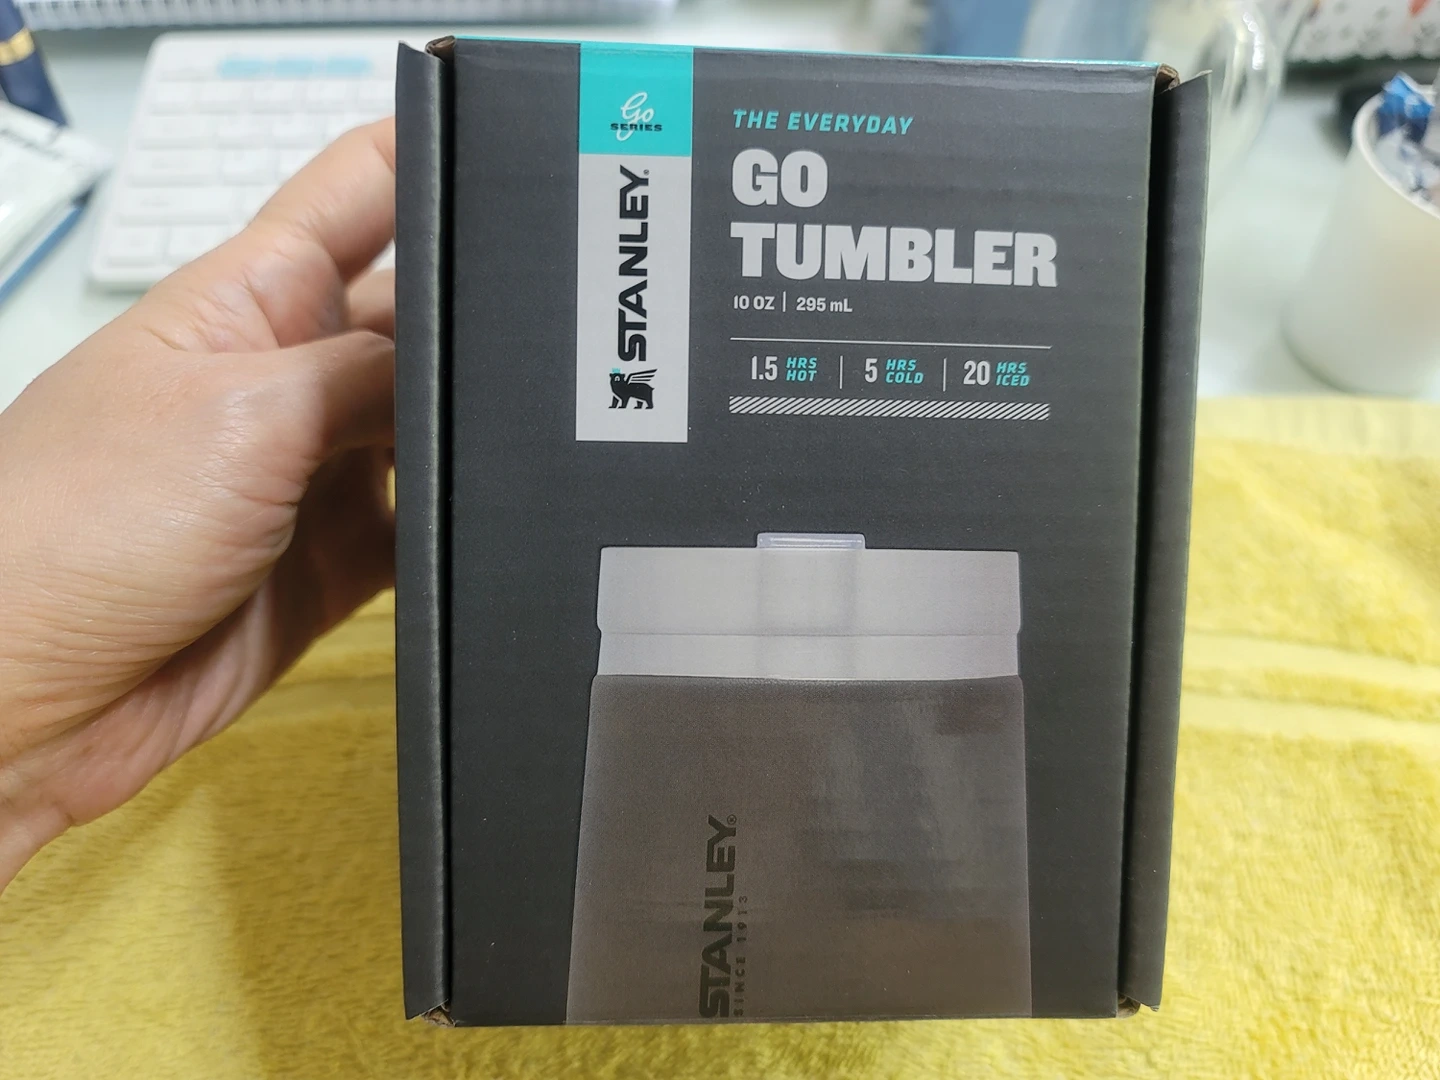 Go
SERIES
STANLEY®
THE EVERYDAY
GO
TUMBLER
10 OZ | 295 mL
1.5 HRS HOT | 5 HRS COLD | 20 HRS ICED
STANLEY®
SINCE 1913